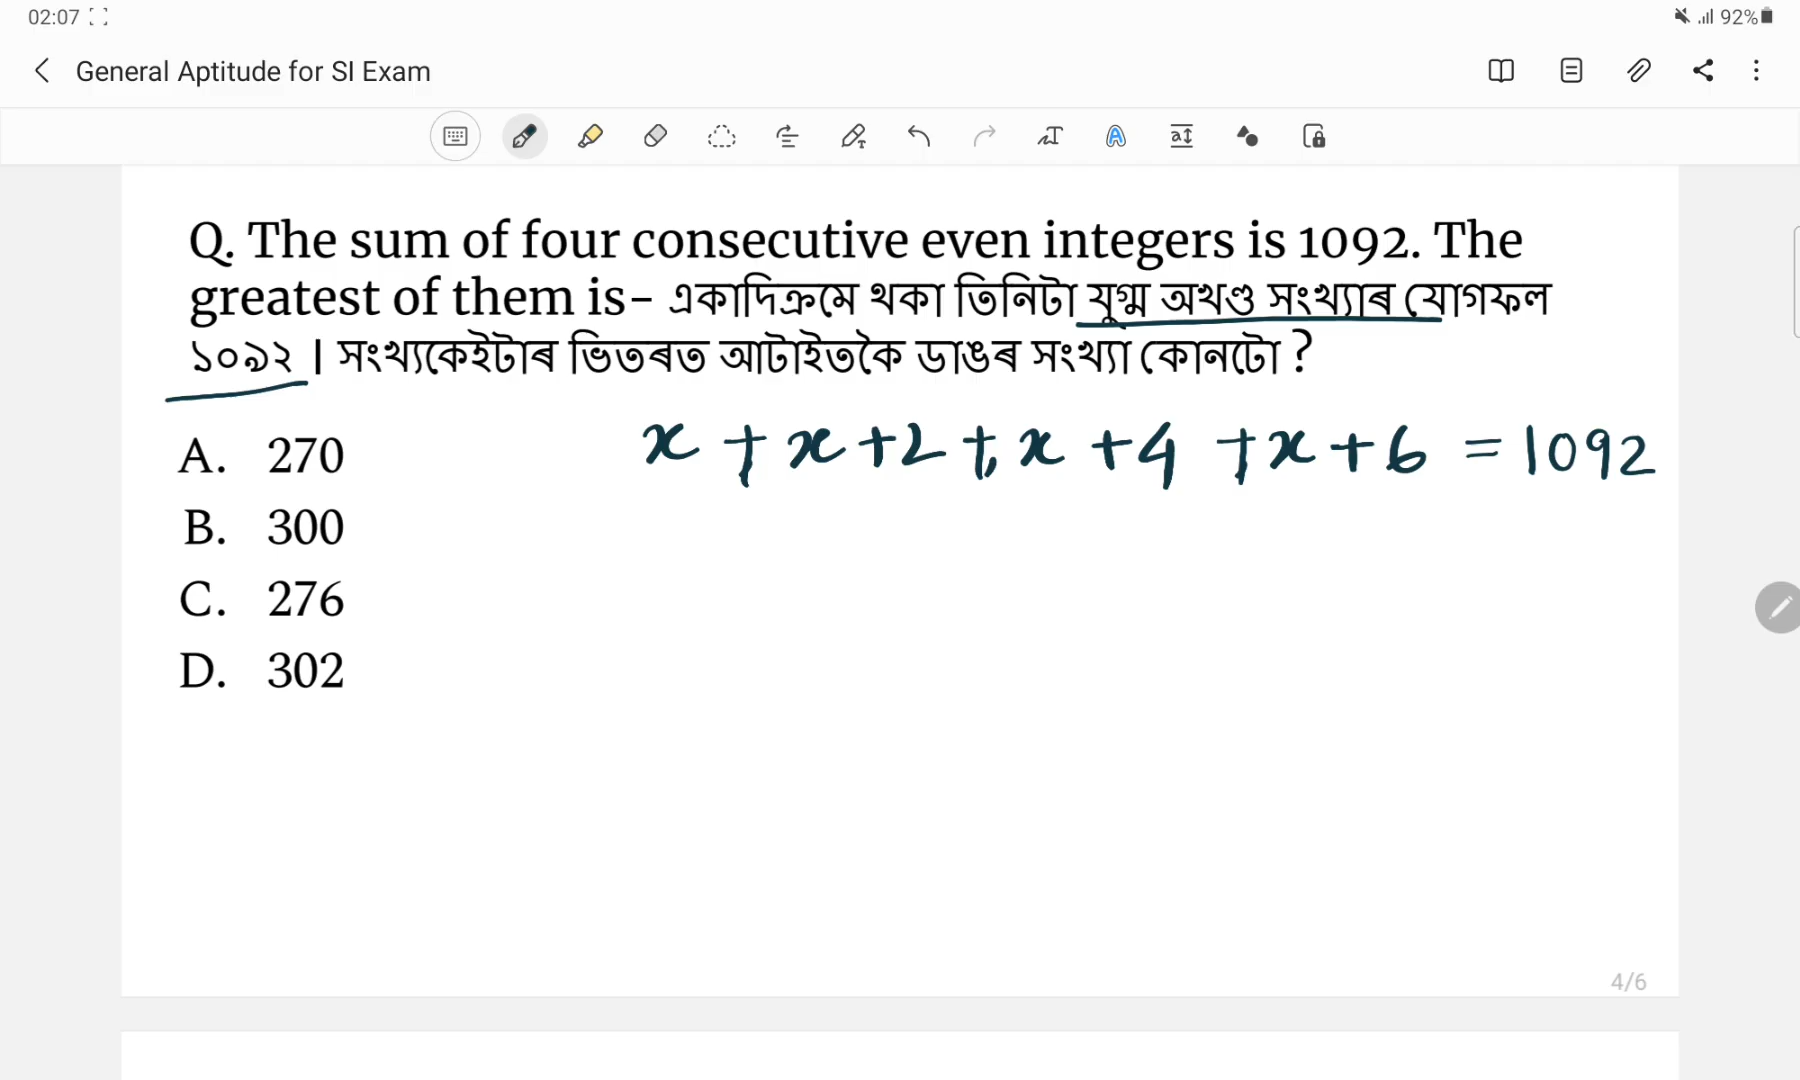 02:07
92%
General Aptitude for SI Exam
Q. The sum of four consecutive even integers is 1092. The
greatest of them is- একাদিক্ৰমে থকা তিনিটা যুগ্ম অখণ্ড সংখ্যাৰ যোগফল
১০৯২ । সংখ্যকেইটাৰ ভিতৰত আটাইতকৈ ডাঙৰ সংখ্যা কোনটো ?
x + x + 2 + x + 4 + x + 6 = 1092
A. 270
B. 300
C. 276
D. 302
4/6